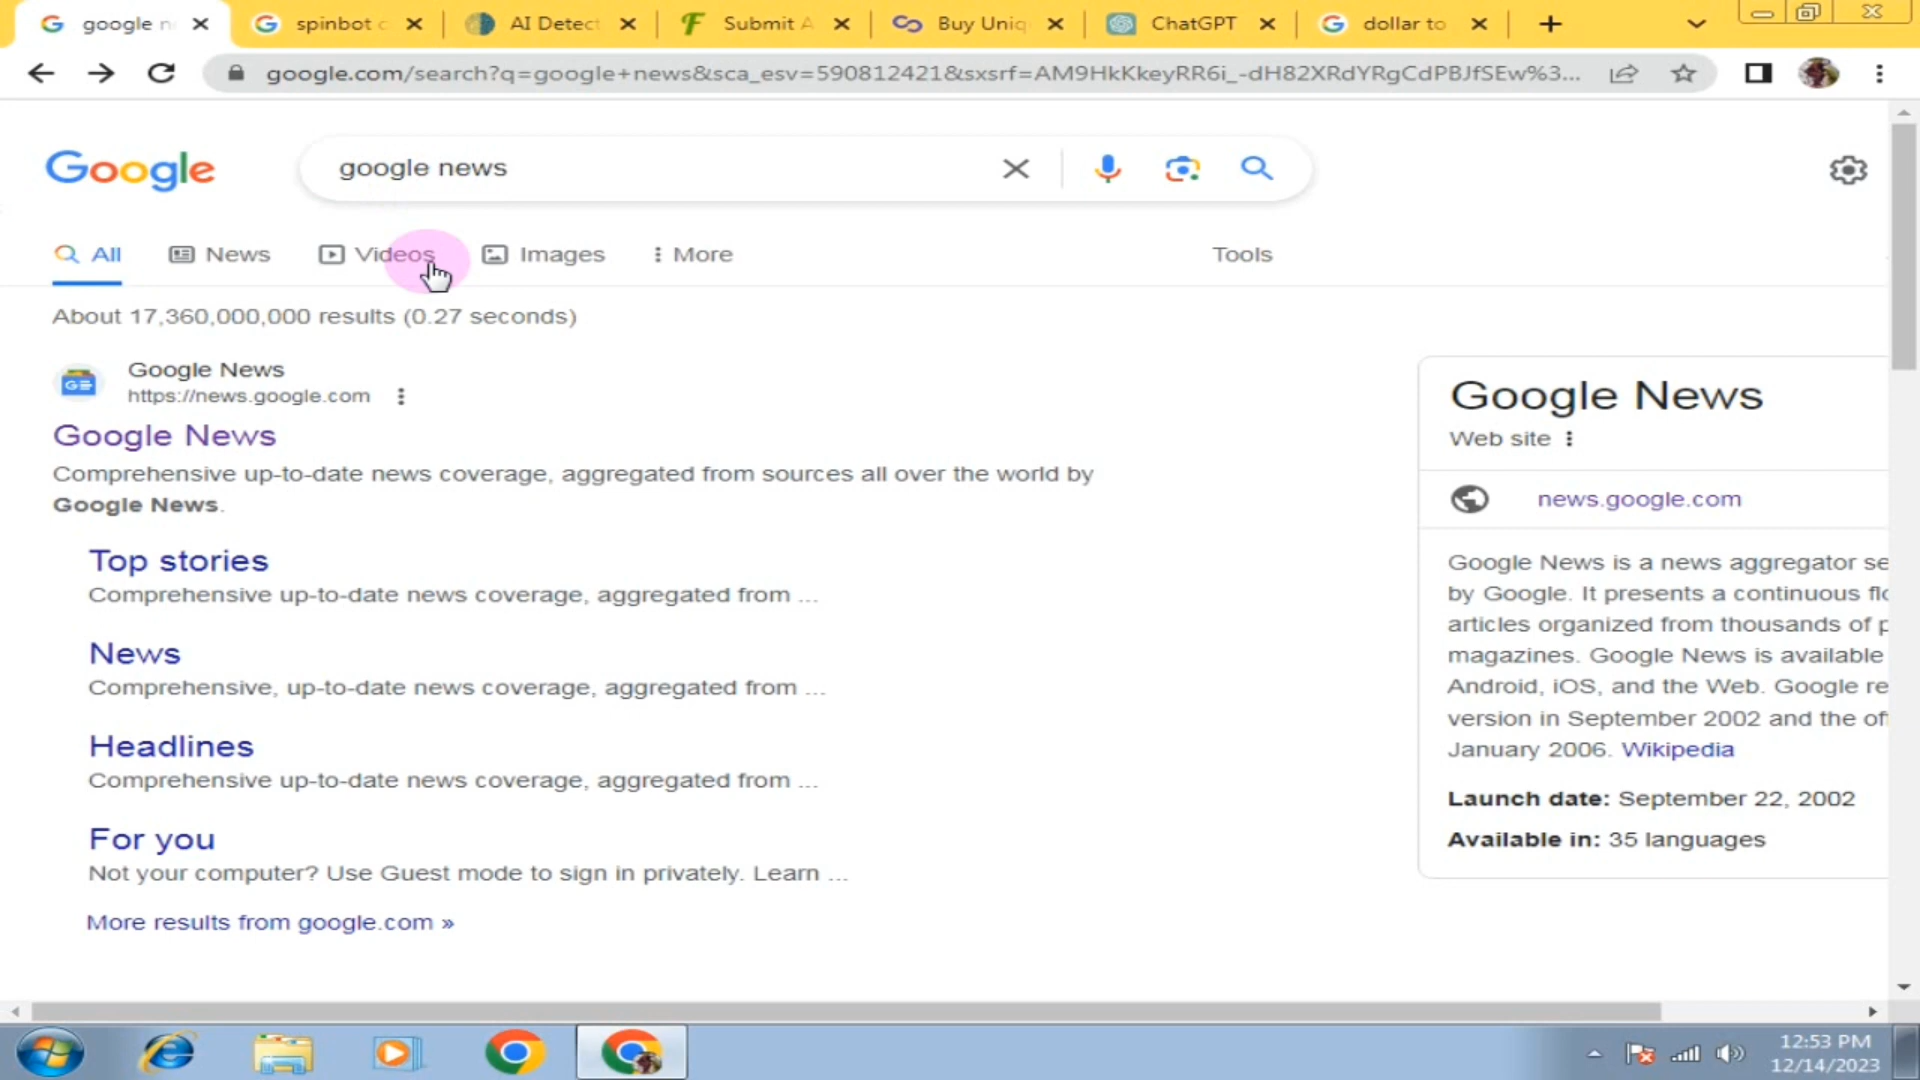 google n
spinbot c
AI Detect
Submit A
Buy Uniq
ChatGPT
dollar to
google.com/search?q=google+news&sca_esv=590812421&sxsrf=AM9HkKkeyRR6i_-dH82XRdYRgCdPBJfSEw%3...
Google
google news
All
News
Videos
Images
More
Tools
About 17,360,000,000 results (0.27 seconds)
Google News
https://news.google.com
Google News
Comprehensive up-to-date news coverage, aggregated from sources all over the world by
Google News.
Top stories
Comprehensive up-to-date news coverage, aggregated from ...
News
Comprehensive, up-to-date news coverage, aggregated from ...
Headlines
Comprehensive up-to-date news coverage, aggregated from ...
For you
Not your computer? Use Guest mode to sign in privately. Learn ...
More results from google.com »
Google News
Web site
news.google.com
Google News is a news aggregator se
by Google. It presents a continuous flo
articles organized from thousands of p
magazines. Google News is available
Android, iOS, and the Web. Google re
version in September 2002 and the of
January 2006. Wikipedia
Launch date: September 22, 2002
Available in: 35 languages
12:53 PM
12/14/2023